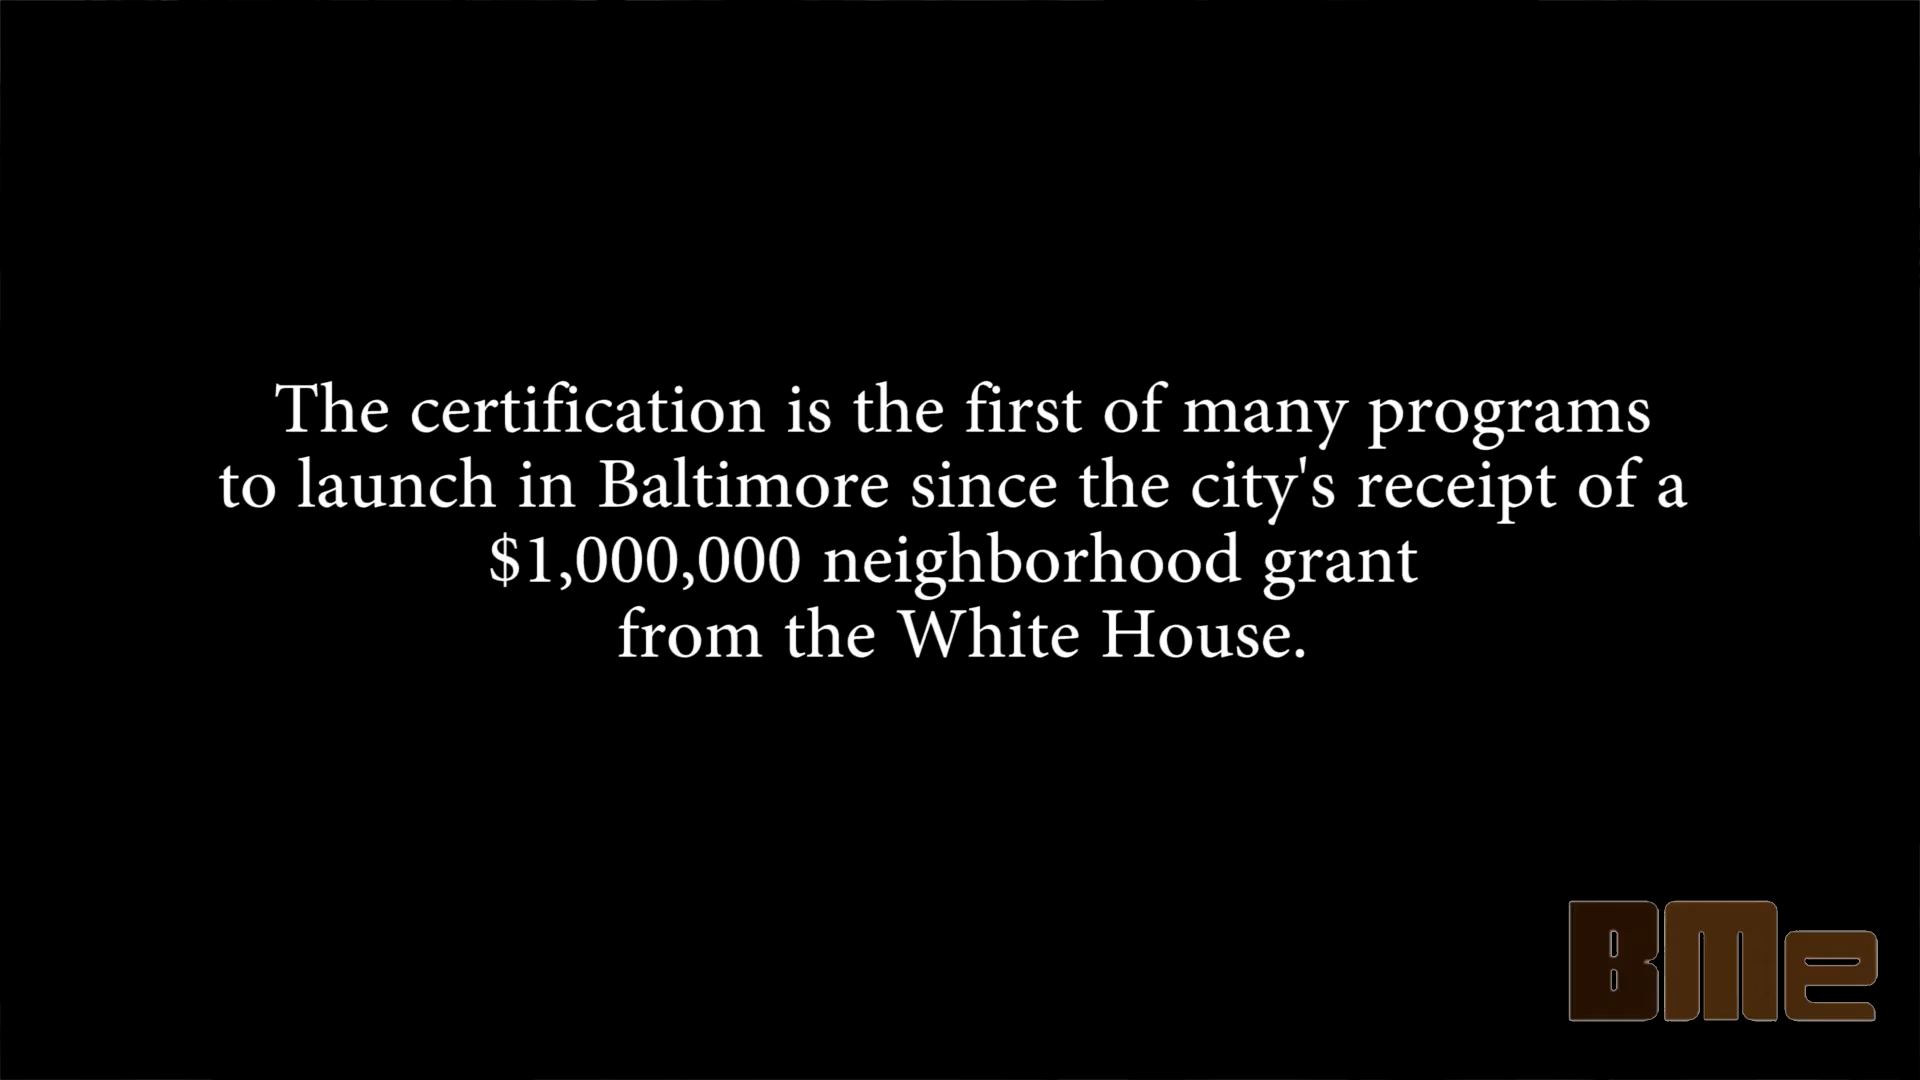 The certification is the first of many programs
to launch in Baltimore since the city's receipt of a
$1,000,000 neighborhood grant
from the White House.
BMe